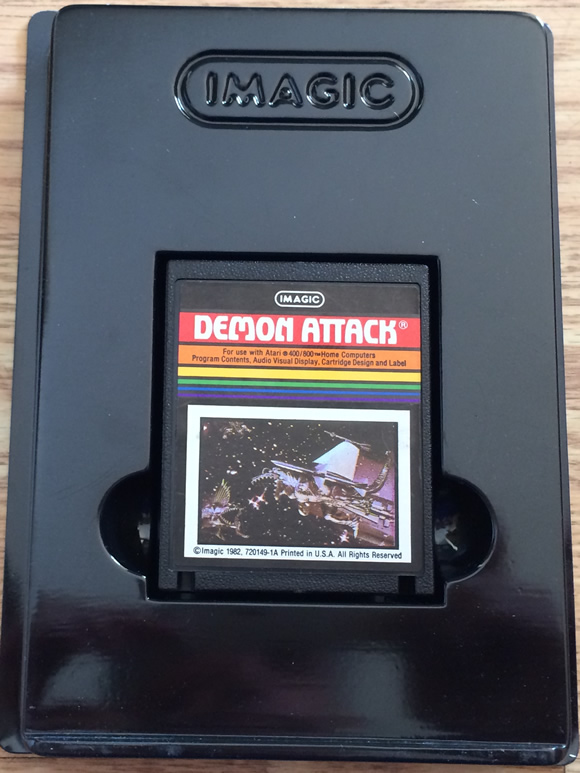 IMAGIC
IMAGIC
DEMON ATTACK®
For use with Atari ® 400/800™ Home Computers
Program Contents, Audio Visual Display, Cartridge Design and Label
©Imagic 1982, 720149-1A Printed in U.S.A. All Rights Reserved